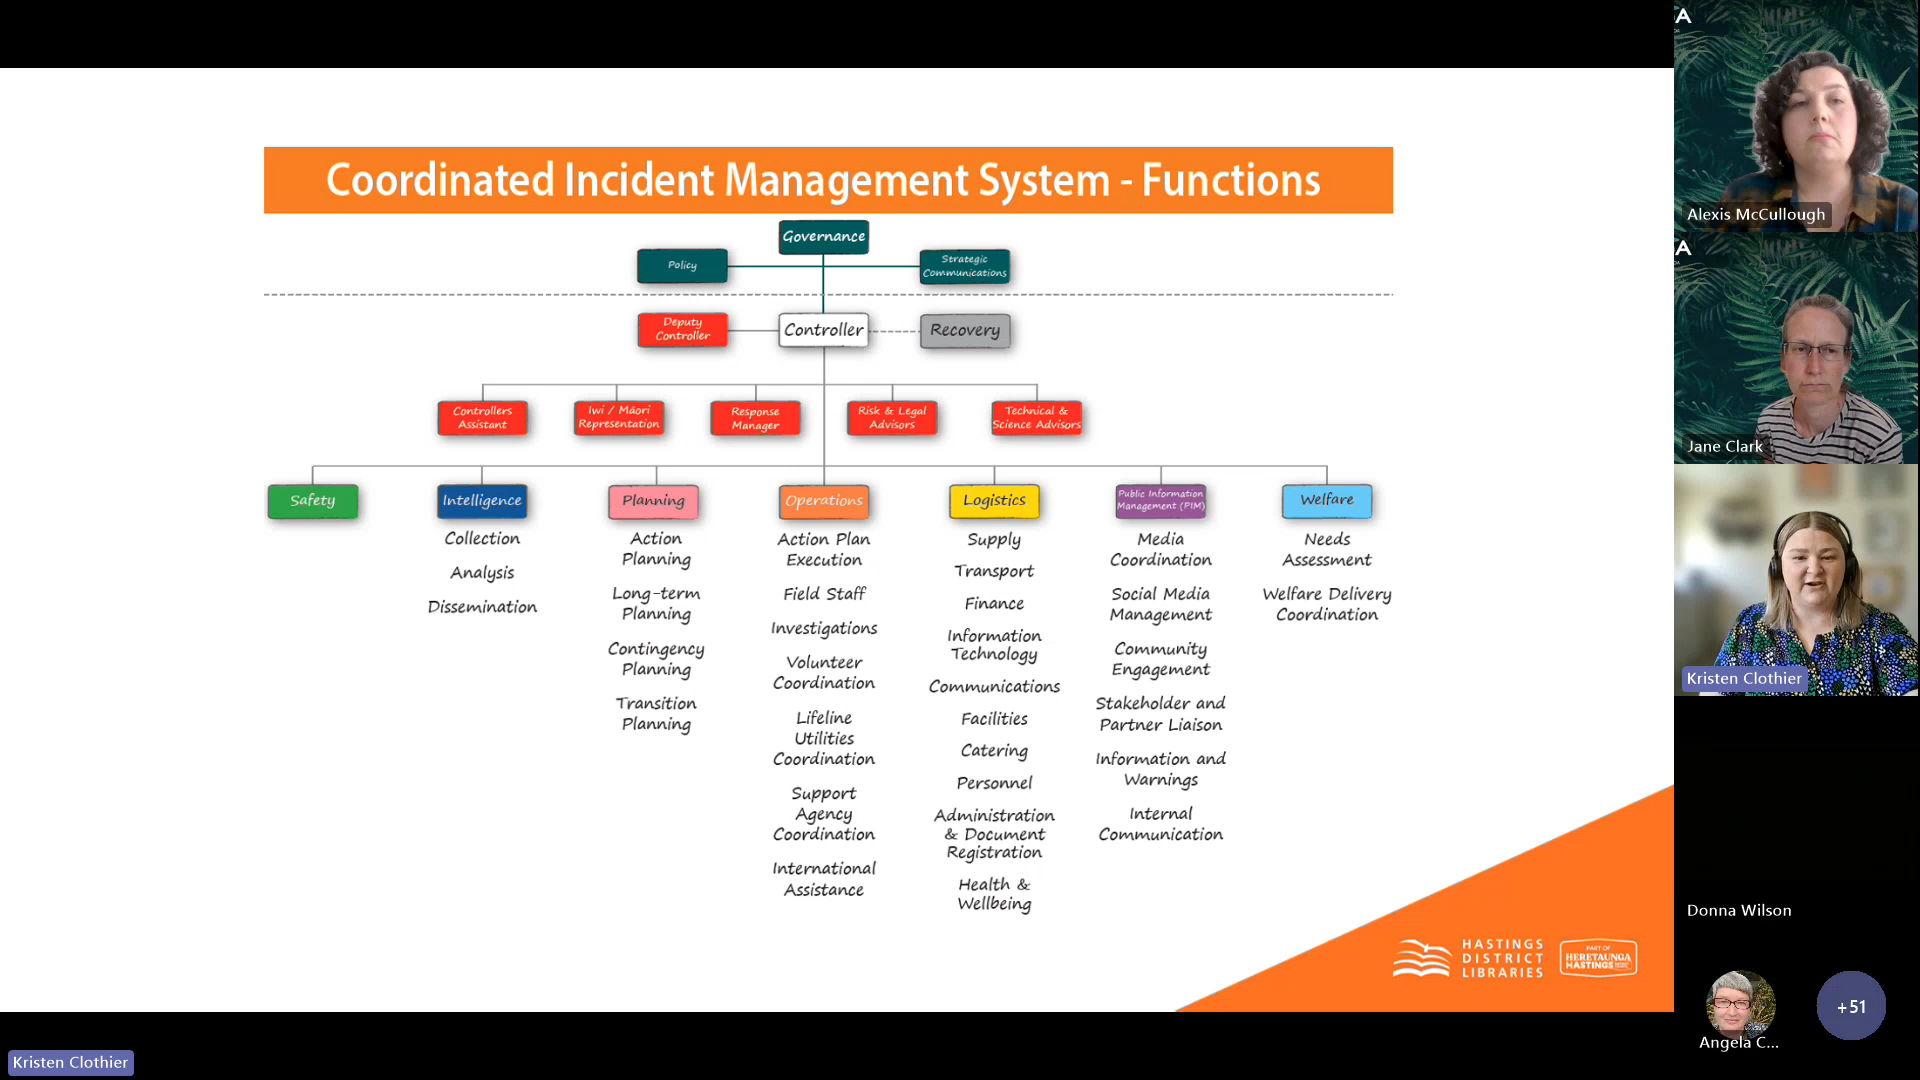 Coordinated Incident Management System - Functions
Governance
Policy
Strategic
Communications
Deputy
Controller
Controller
Recovery
Controllers
Assistant
Iwi / Māori
Representation
Response
Manager
Risk & Legal
Advisors
Technical &
Science Advisors
Safety
Intelligence
Collection
Analysis
Dissemination
Planning
Action
Planning
Long-term
Planning
Contingency
Planning
Transition
Planning
Operations
Action Plan
Execution
Field Staff
Investigations
Volunteer
Coordination
Lifeline
Utilities
Coordination
Support
Agency
Coordination
International
Assistance
Logistics
Supply
Transport
Finance
Information
Technology
Communications
Facilities
Catering
Personnel
Administration
& Document
Registration
Health &
Wellbeing
Public Information
Management (PIM)
Media
Coordination
Social Media
Management
Community
Engagement
Stakeholder and
Partner Liaison
Information and
Warnings
Internal
Communication
Welfare
Needs
Assessment
Welfare Delivery
Coordination
HASTINGS
DISTRICT
LIBRARIES
PART OF
HERETAUNGA
HASTINGS
A
Alexis McCullough
A
Jane Clark
Kristen Clothier
Donna Wilson
Angela C...
+51
Kristen Clothier